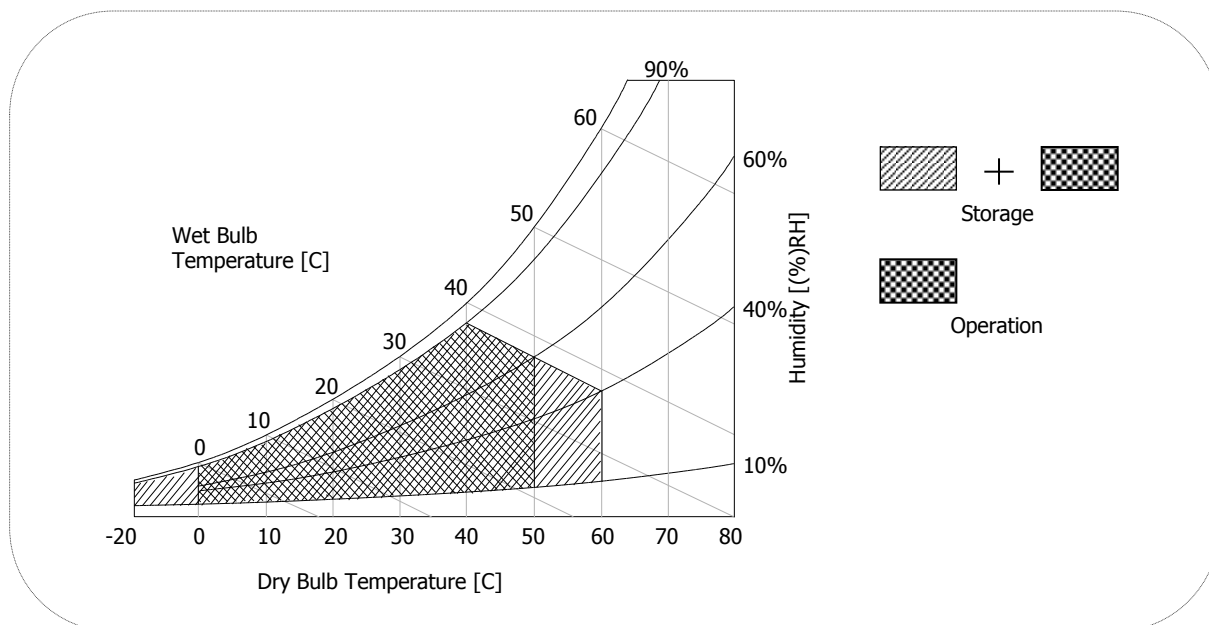 90%
60
60%
50
Wet Bulb
Temperature [C]
40
40%
30
20
10
0
10%
Humidity [(%)RH]
-20 0 10 20 30 40 50 60 70 80
Dry Bulb Temperature [C]
+
Storage
Operation